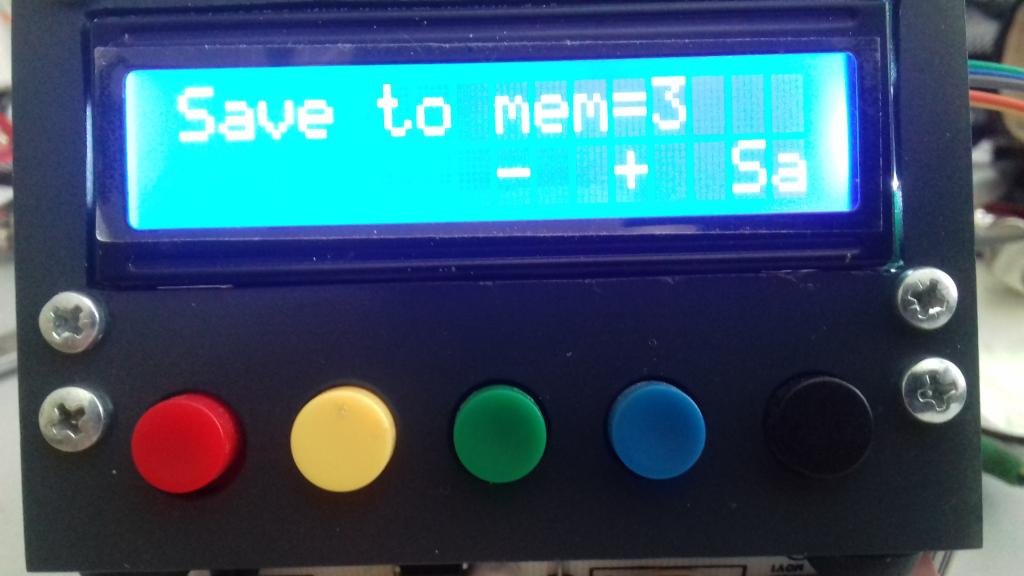 Save to mem=3
- + Sa